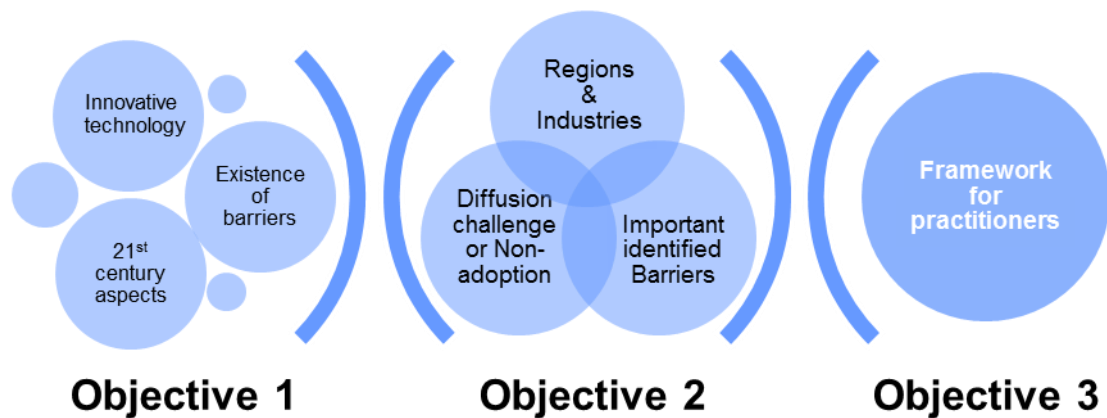 Innovative
technology
Existence
of
barriers
21st
century
aspects
Regions
&
Industries
Diffusion
challenge
or Non-
adoption
Important
identified
Barriers
Framework
for
practitioners
Objective 1
Objective 2
Objective 3